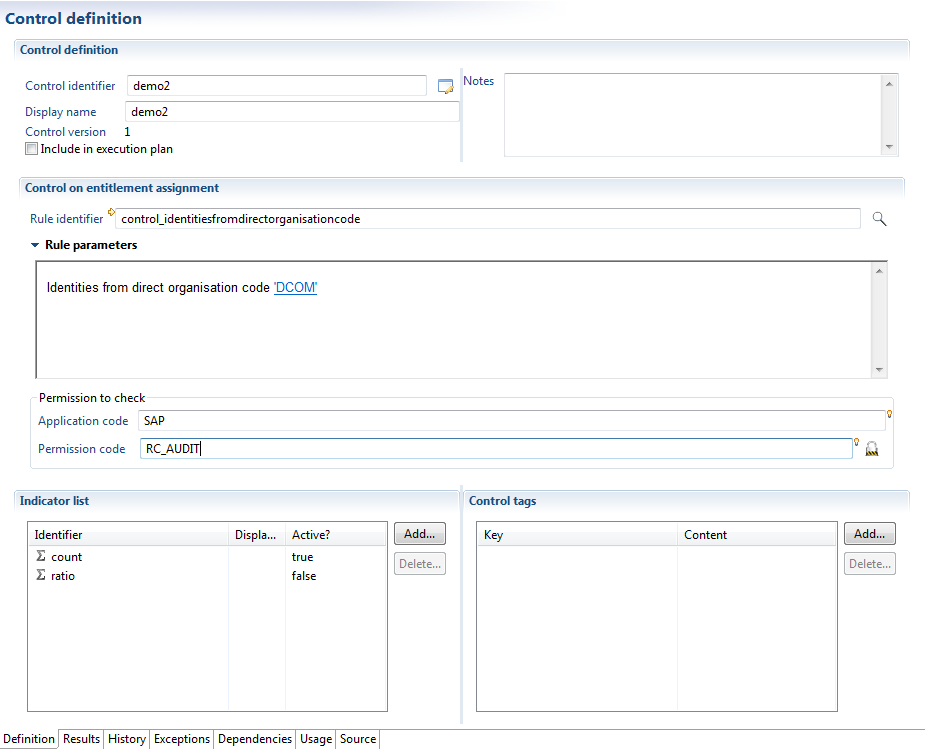 Control definition
Control definition
Control identifier demo2
Display name demo2
Control version 1
Include in execution plan
Notes
Control on entitlement assignment
Rule identifier control_identitiesfromdirectorganisationcode
Rule parameters
Identities from direct organisation code 'DCOM'
Permission to check
Application code SAP
Permission code RC_AUDIT
Indicator list
Identifier Displa... Active?
Σ count true
Σ ratio false
Add...
Delete...
Control tags
Key Content
Add...
Delete...
Definition Results History Exceptions Dependencies Usage Source